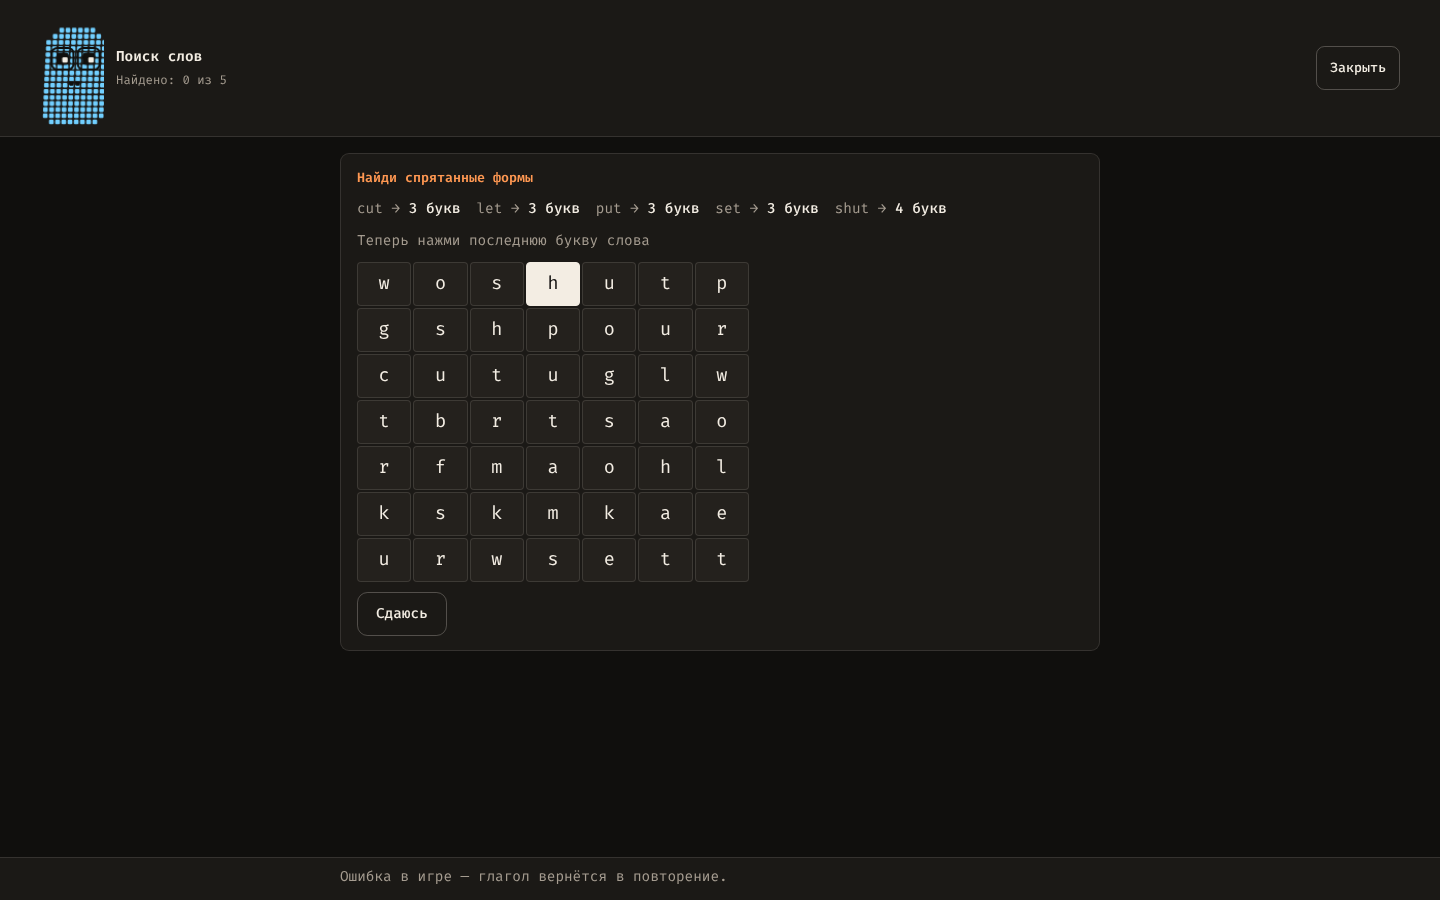 Поиск слов
Найдено: 0 из 5
Закрыть
Найди спрятанные формы
cut → 3 букв let → 3 букв put → 3 букв set → 3 букв shut → 4 букв
Теперь нажми последнюю букву слова
w o s h u t p
g s h p o u r
c u t u g l w
t b r t s a o
r f m a o h l
k s k m k a e
u r w s e t t
Сдаюсь
Ошибка в игре — глагол вернётся в повторение.